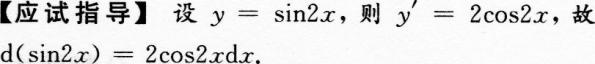 【应试指导】 设 y = sin2x, 则 y′ = 2cos2x, 故
d(sin2x) = 2cos2xdx.